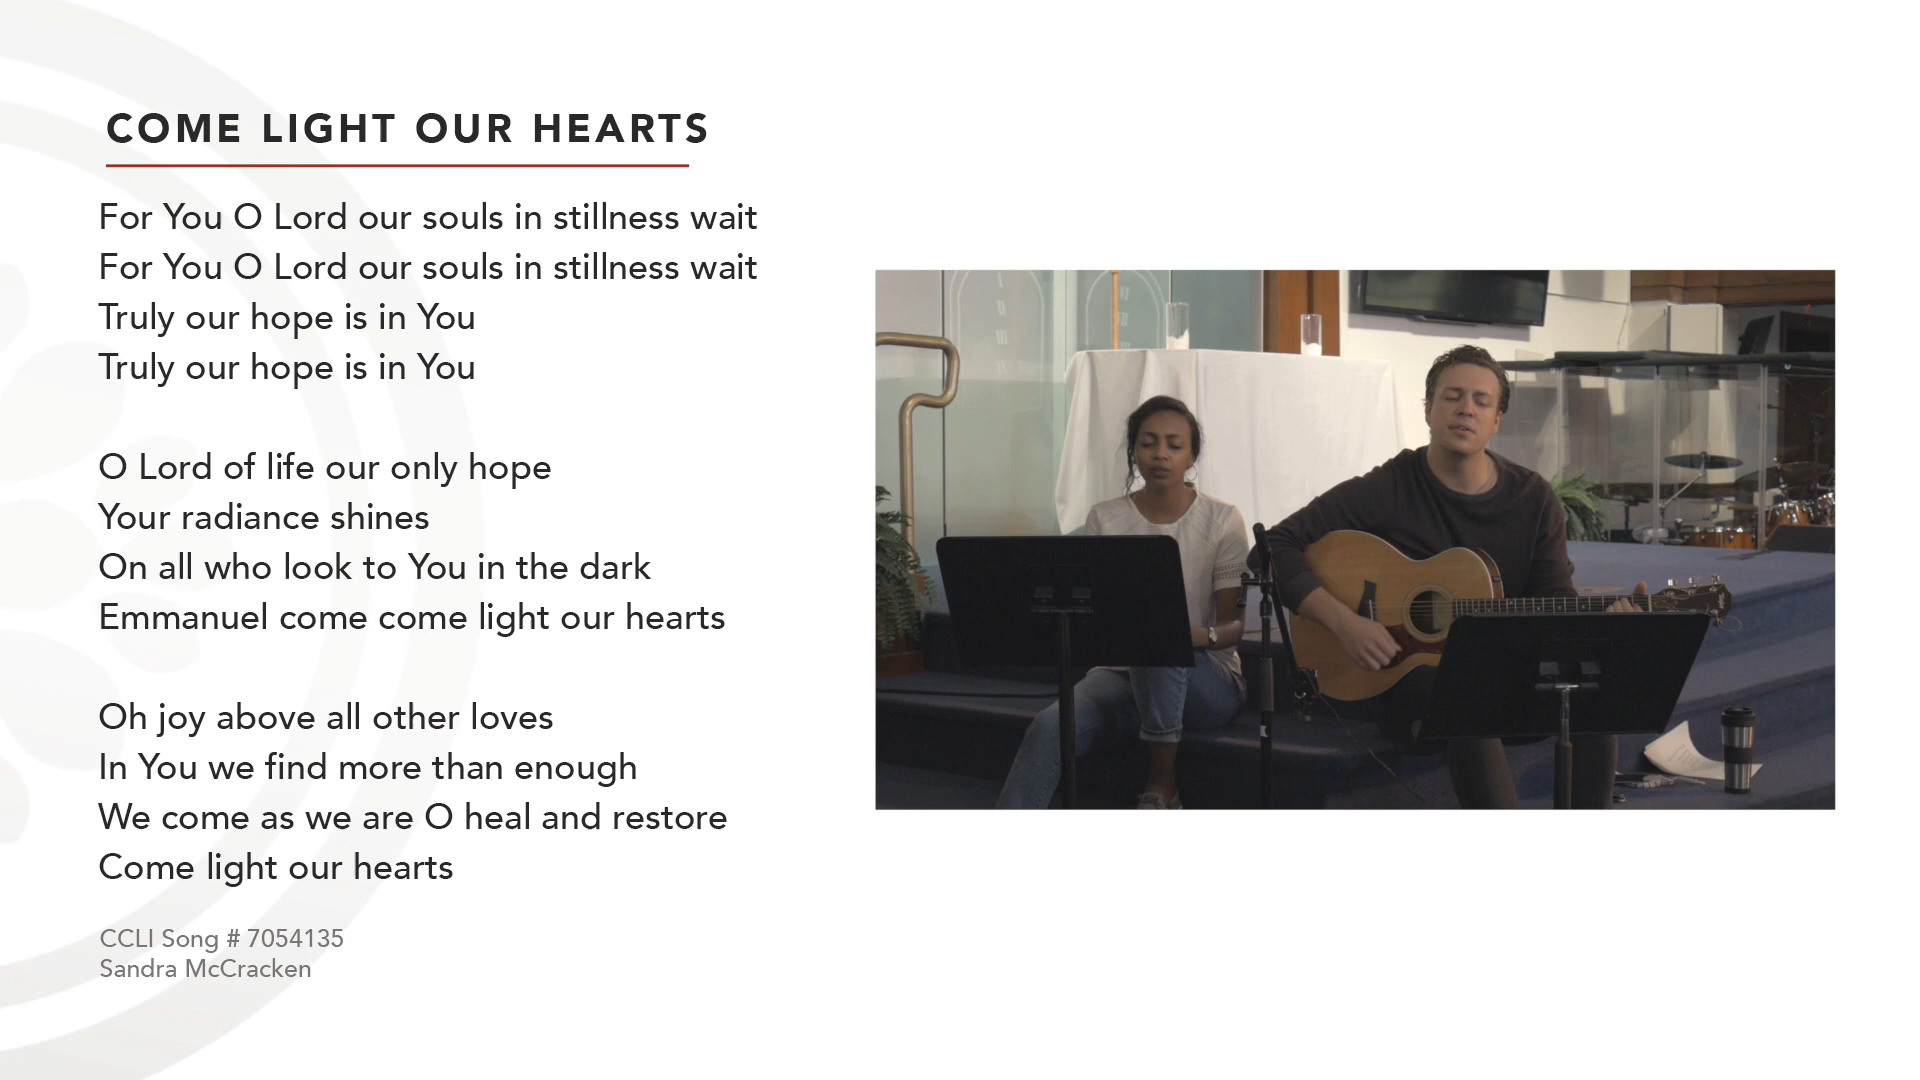 COME LIGHT OUR HEARTS
For You O Lord our souls in stillness wait
For You O Lord our souls in stillness wait
Truly our hope is in You
Truly our hope is in You
O Lord of life our only hope
Your radiance shines
On all who look to You in the dark
Emmanuel come come light our hearts
Oh joy above all other loves
In You we find more than enough
We come as we are O heal and restore
Come light our hearts
CCLI Song # 7054135
Sandra McCracken